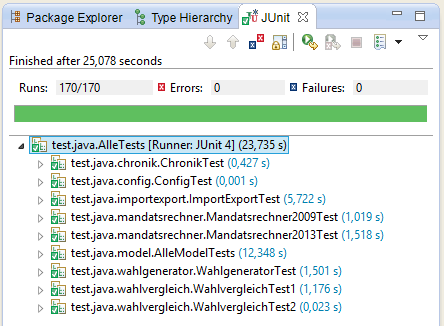 Package Explorer Type Hierarchy JUnit
Finished after 25,078 seconds
Runs: 170/170 Errors: 0 Failures: 0
test.java.AlleTests [Runner: JUnit 4] (23,735 s)
test.java.chronik.ChronikTest (0,427 s)
test.java.config.ConfigTest (0,001 s)
test.java.importexport.ImportExportTest (5,722 s)
test.java.mandatsrechner.Mandatsrechner2009Test (1,019 s)
test.java.mandatsrechner.Mandatsrechner2013Test (1,518 s)
test.java.model.AlleModelTests (12,348 s)
test.java.wahlgenerator.WahlgeneratorTest (1,501 s)
test.java.wahlvergleich.WahlvergleichTest1 (1,176 s)
test.java.wahlvergleich.WahlvergleichTest2 (0,023 s)